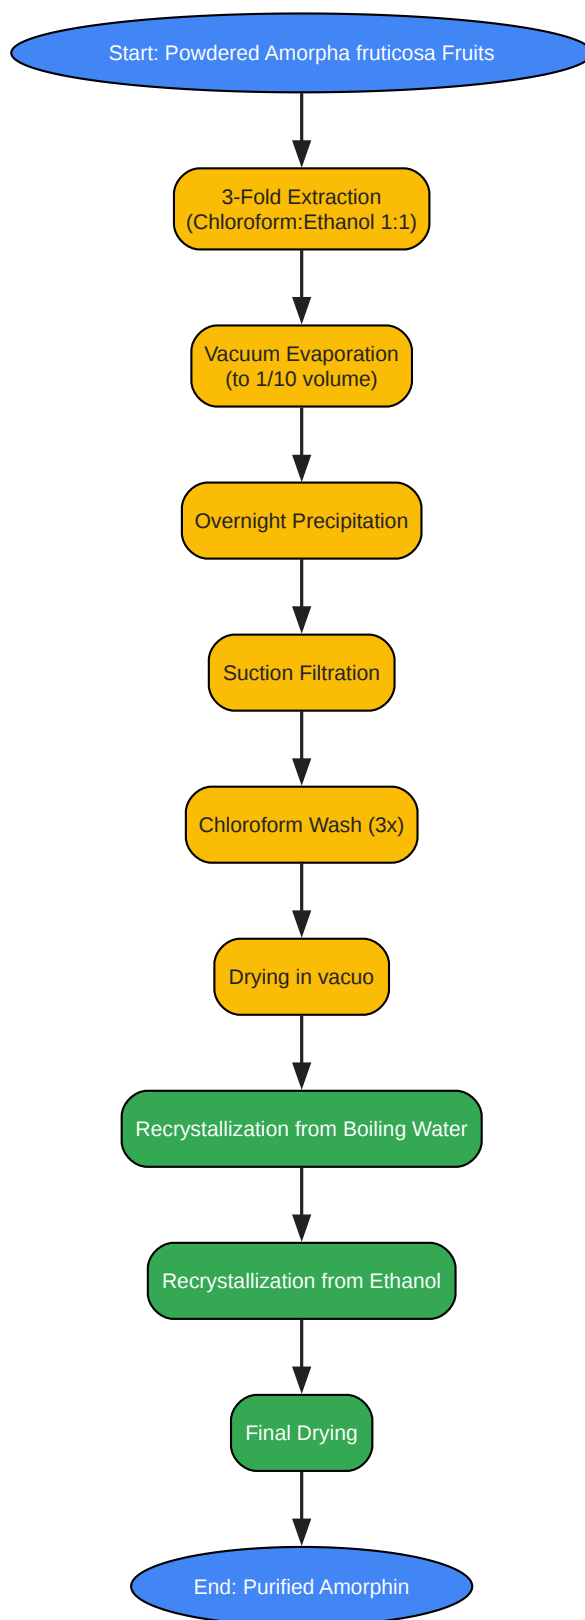 Start: Powdered Amorpha fruticosa Fruits
3-Fold Extraction
(Chloroform:Ethanol 1:1)
Vacuum Evaporation
(to 1/10 volume)
Overnight Precipitation
Suction Filtration
Chloroform Wash (3x)
Drying in vacuo
Recrystallization from Boiling Water
Recrystallization from Ethanol
Final Drying
End: Purified Amorphin